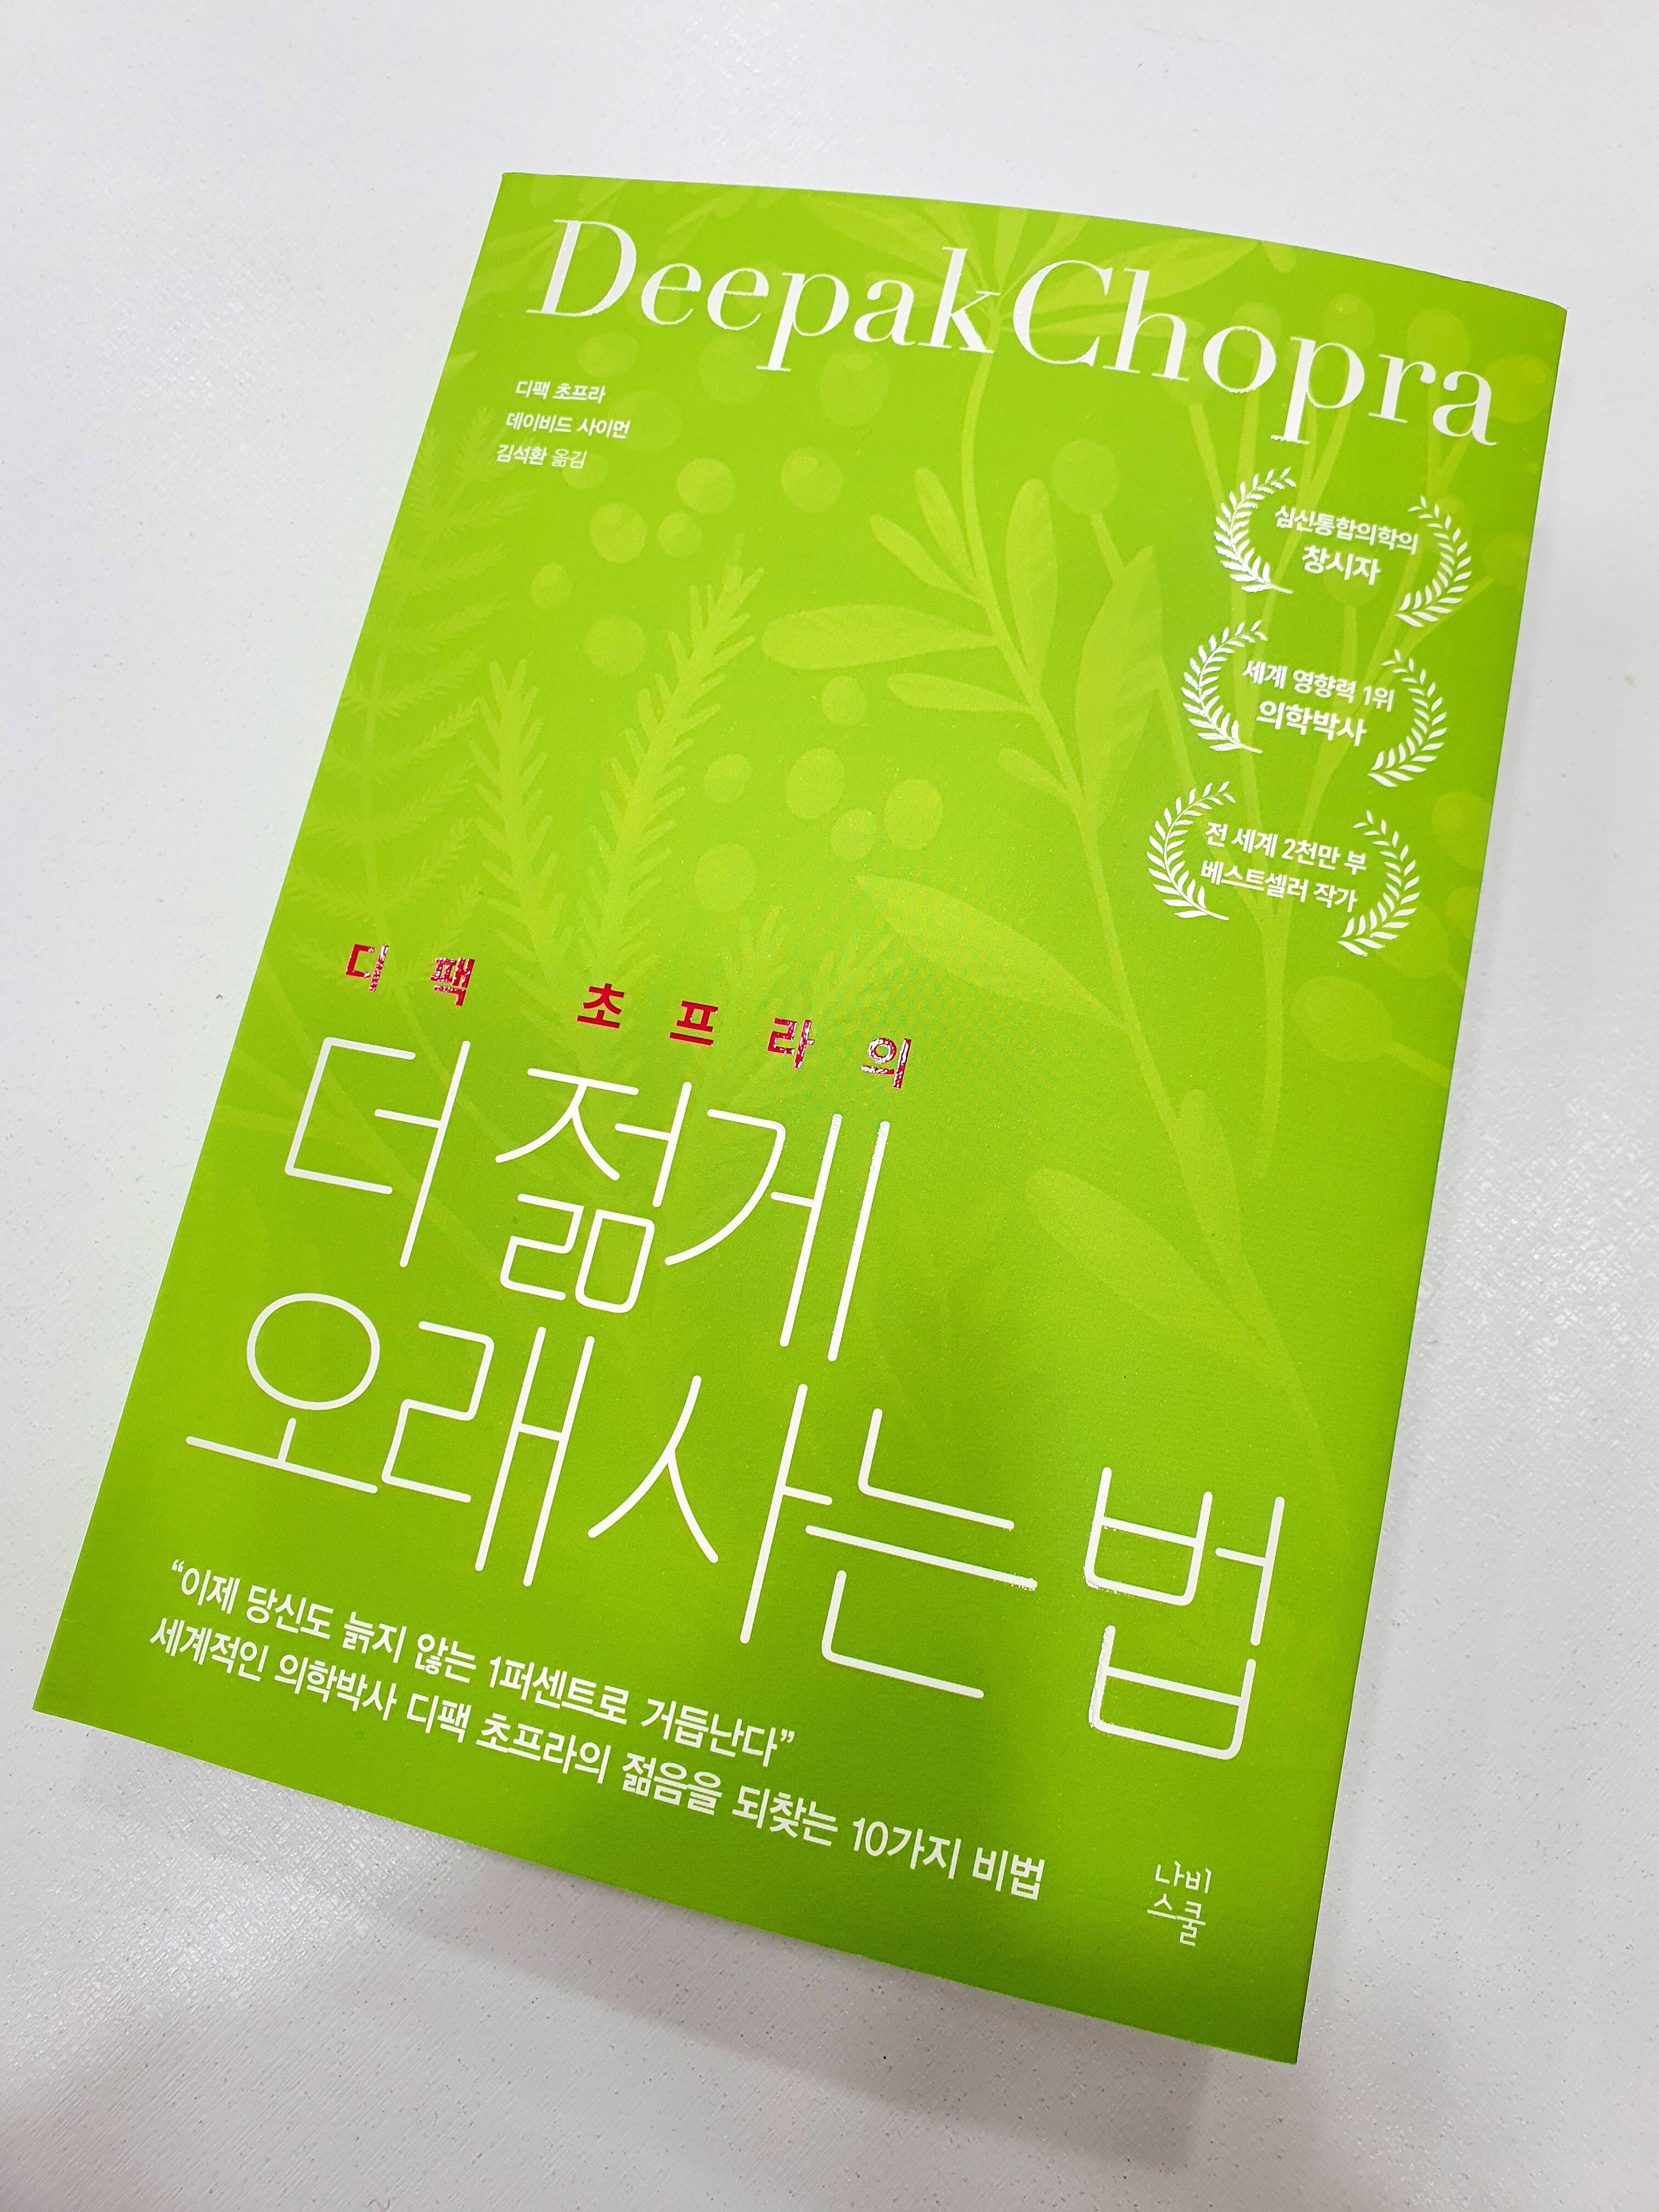 Deepak Chopra
디팩 초프라
데이비드 사이먼
김석환 옮김
심신통합의학의
창시자
세계 영향력 1위
의학박사
전 세계 2천만 부
베스트셀러 작가
디팩 초프라의
더 젊게
오래 사는 법
“이제 당신도 늙지 않는 1퍼센트로 거듭난다”
세계적인 의학박사 디팩 초프라의 젊음을 되찾는 10가지 비법
나비
스쿨